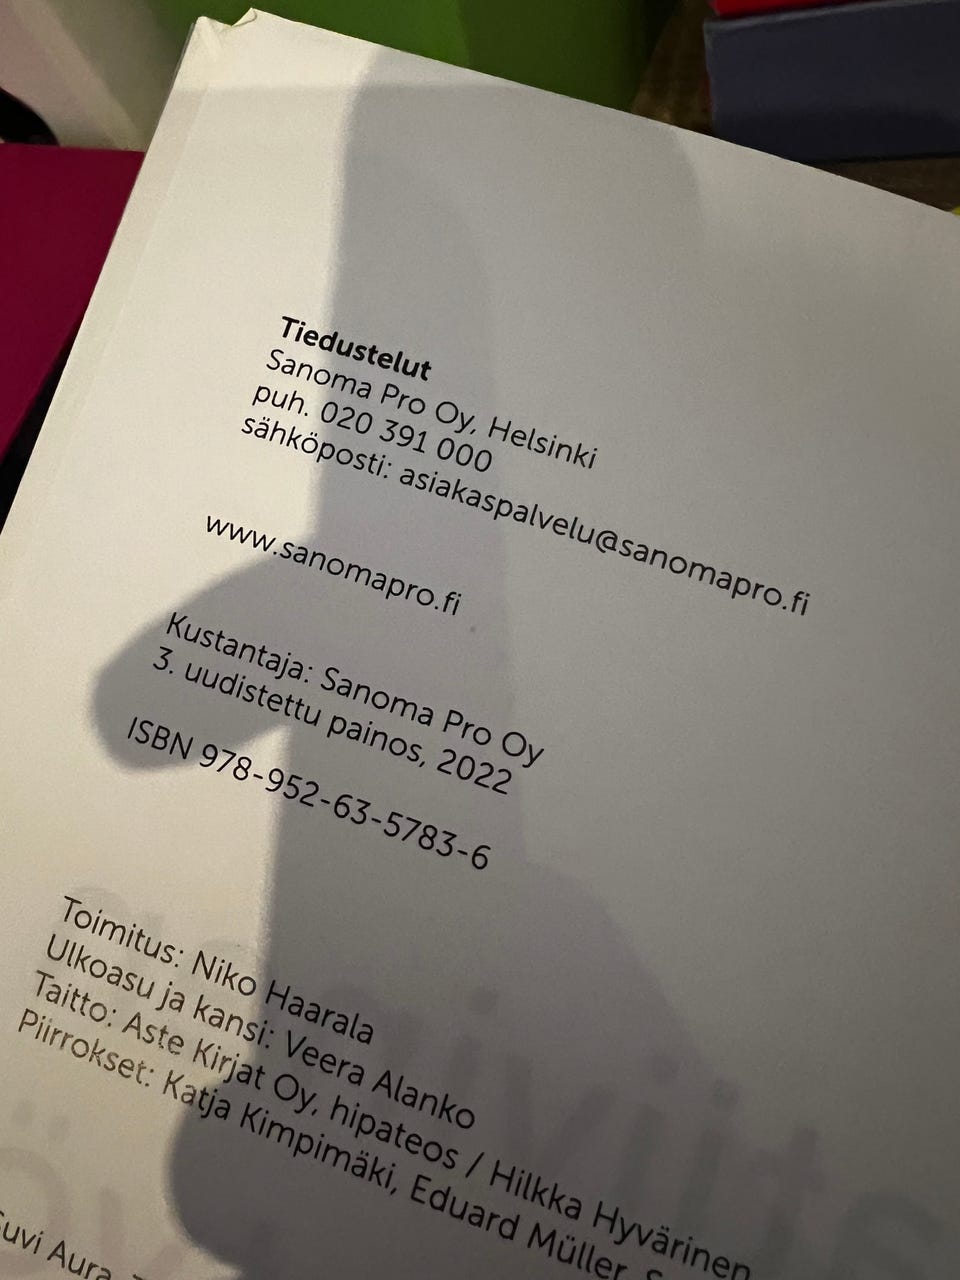 Tiedustelut
Sanoma Pro Oy, Helsinki
puh. 020 391 000
sähköposti: asiakaspalvelu@sanomapro.fi
www.sanomapro.fi
Kustantaja: Sanoma Pro Oy
3. uudistettu painos, 2022
ISBN 978-952-63-5783-6
Toimitus: Niko Haarala
Ulkoasu ja kansi: Veera Alanko
Taitto: Aste Kirjat Oy, hipateos / Hilkka Hyvärinen
Piirrokset: Katja Kimpimäki, Eduard Müller,
Suvi Aura,